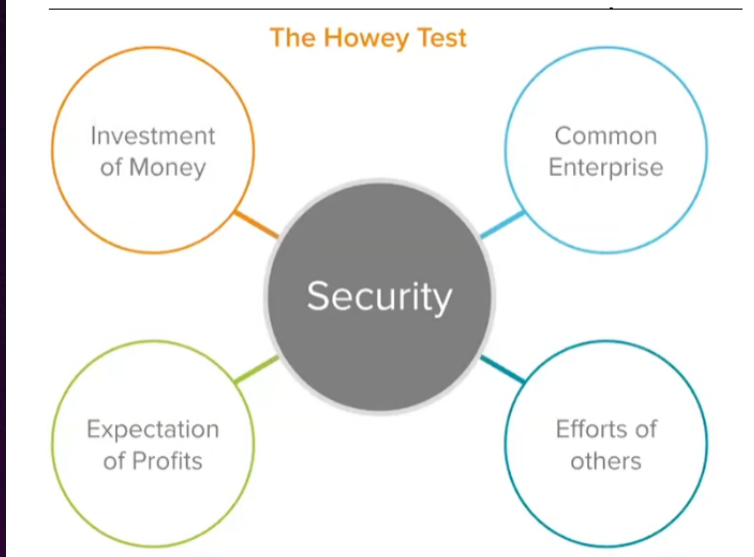 The Howey Test
Investment
of Money
Common
Enterprise
Security
Expectation
of Profits
Efforts of
others